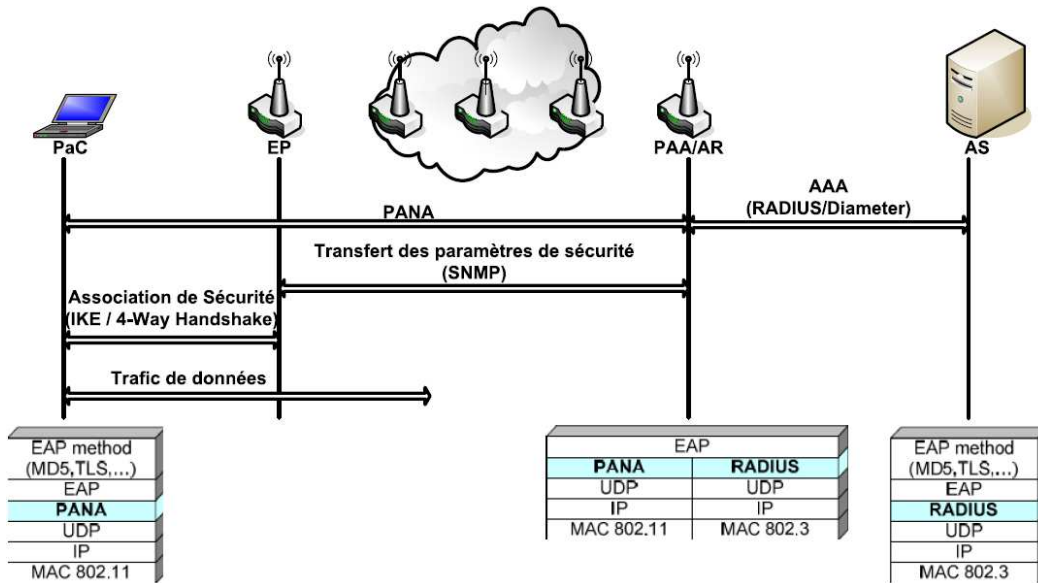 PaC
EP
PAA/AR
AS
PANA
AAA
(RADIUS/Diameter)
Transfert des paramètres de sécurité
(SNMP)
Association de Sécurité
(IKE / 4-Way Handshake)
Trafic de données
EAP method
(MD5,TLS,...)
EAP
PANA
UDP
IP
MAC 802.11
EAP
PANA RADIUS
UDP UDP
IP IP
MAC 802.11 MAC 802.3
EAP method
(MD5,TLS,...)
EAP
RADIUS
UDP
IP
MAC 802.3